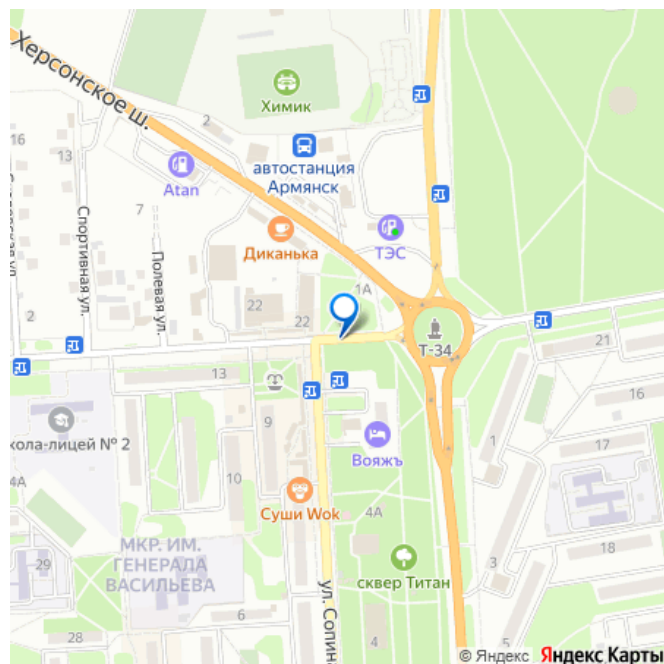 Херсонское ш.
Химик
2
16
13
автостанция
Армянск
Atan
Спортивная ул.
7
Полевая ул.
Диканька
ТЭС
1А
22
22
2
Т-34
21
13
16
9
1
17
10
кола-лицей № 2
Вояжъ
4А
Суши Wok
4А
18
МКР. ИМ.
ГЕНЕРАЛА
ВАСИЛЬЕВА
сквер Титан
29
3
ул. Сопин
6
28
4
5
© Яндекс Яндекс Карты